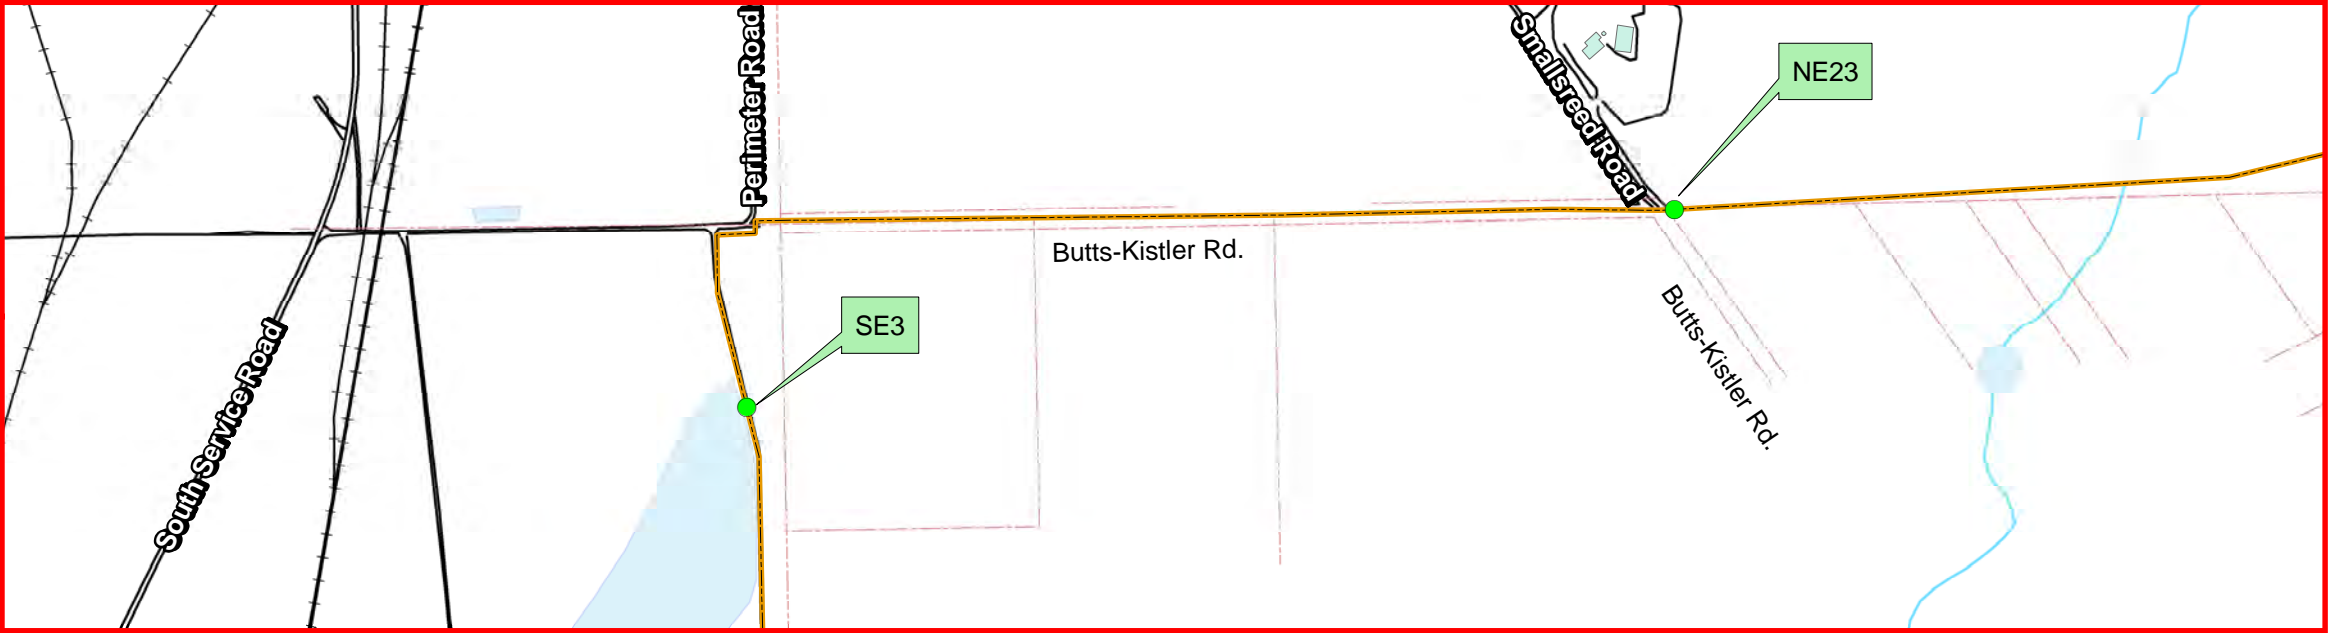 Perimeter Road
Smallsreed Road
NE23
Butts-Kistler Rd.
SE3
Butts-Kistler Rd.
South Service Road